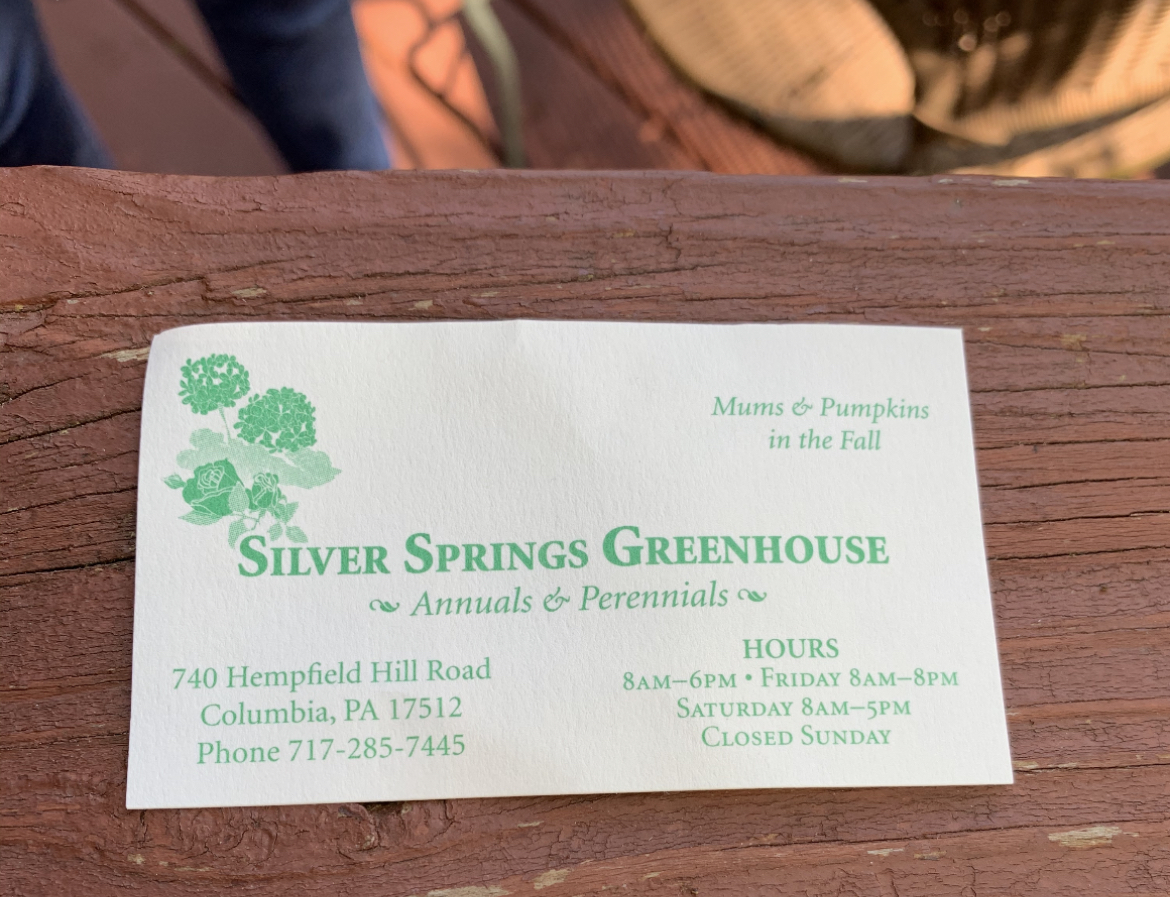 Mums & Pumpkins
in the Fall
SILVER SPRINGS GREENHOUSE
Annuals & Perennials
740 Hempfield Hill Road
Columbia, PA 17512
Phone 717-285-7445
HOURS
8AM–6PM • FRIDAY 8AM–8PM
SATURDAY 8AM–5PM
CLOSED SUNDAY